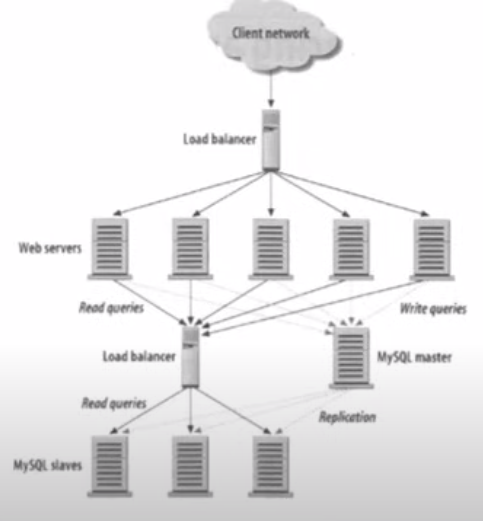 Client network
Load balancer
Web servers
Read queries
Write queries
Load balancer
MySQL master
Read queries
Replication
MySQL slaves